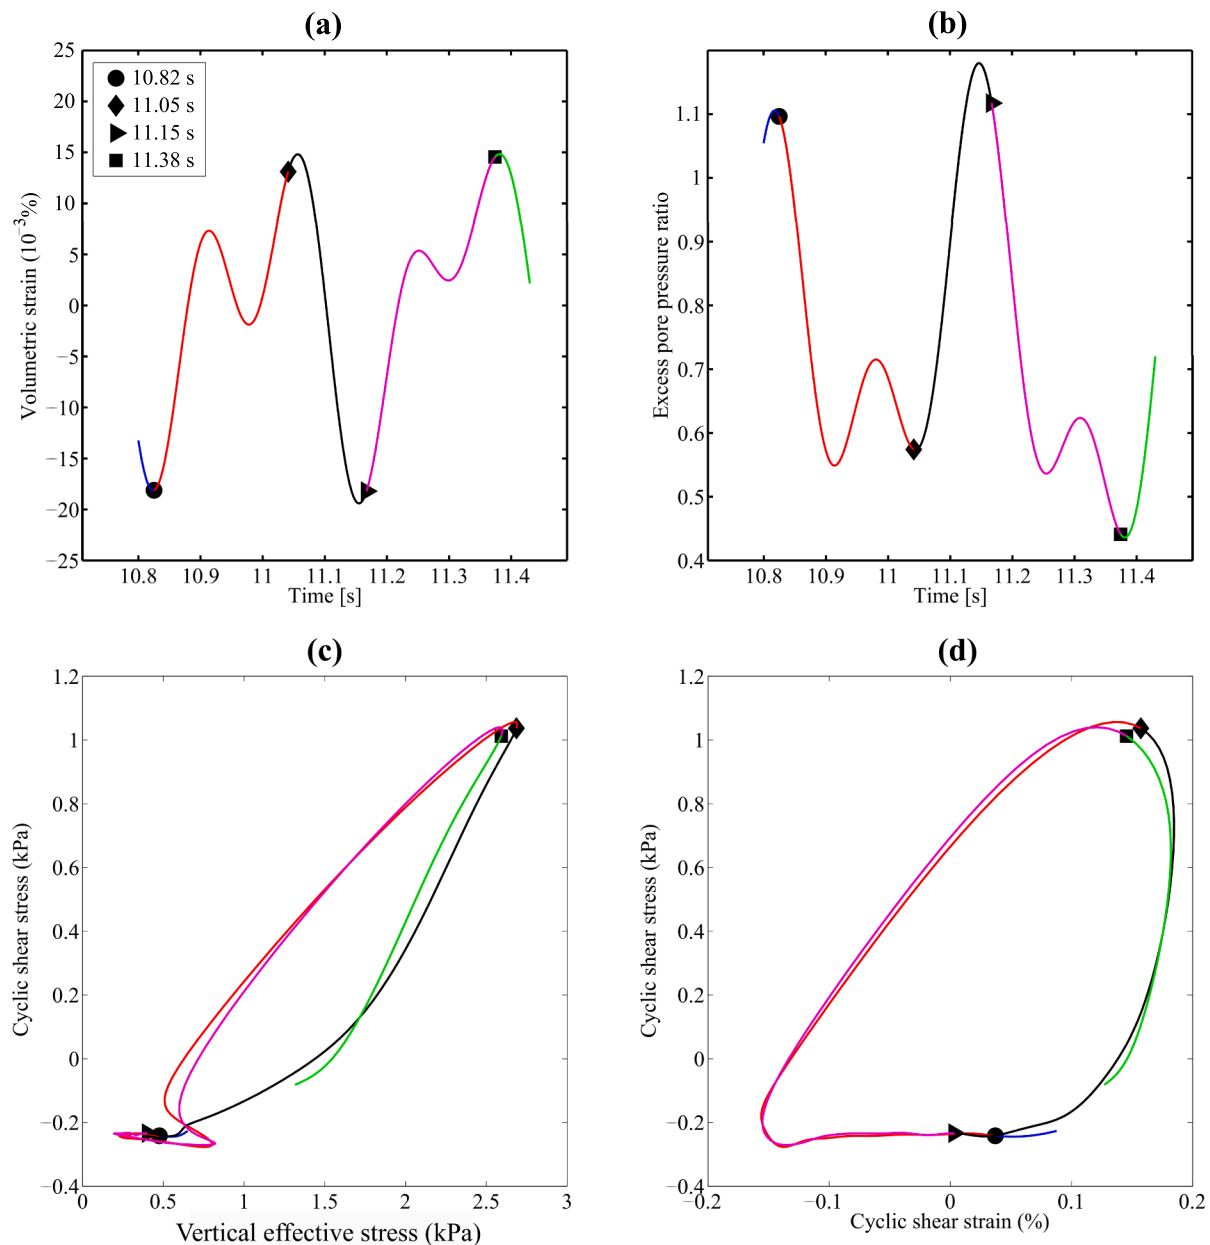 (a)
25
20
15
10
5
0
−5
−10
−15
−20
−25
10.8 10.9 11 11.1 11.2 11.3 11.4
Time [s]
Volumetric strain (10⁻³%)
10.82 s
11.05 s
11.15 s
11.38 s
(b)
1.1
1
0.9
0.8
0.7
0.6
0.5
0.4
10.8 10.9 11 11.1 11.2 11.3 11.4
Time [s]
Excess pore pressure ratio
(c)
1.2
1
0.8
0.6
0.4
0.2
0
−0.2
−0.4
0 0.5 1 1.5 2 2.5 3
Vertical effective stress (kPa)
Cyclic shear stress (kPa)
(d)
1.2
1
0.8
0.6
0.4
0.2
0
−0.2
−0.4
−0.2 −0.1 0 0.1 0.2
Cyclic shear strain (%)
Cyclic shear stress (kPa)